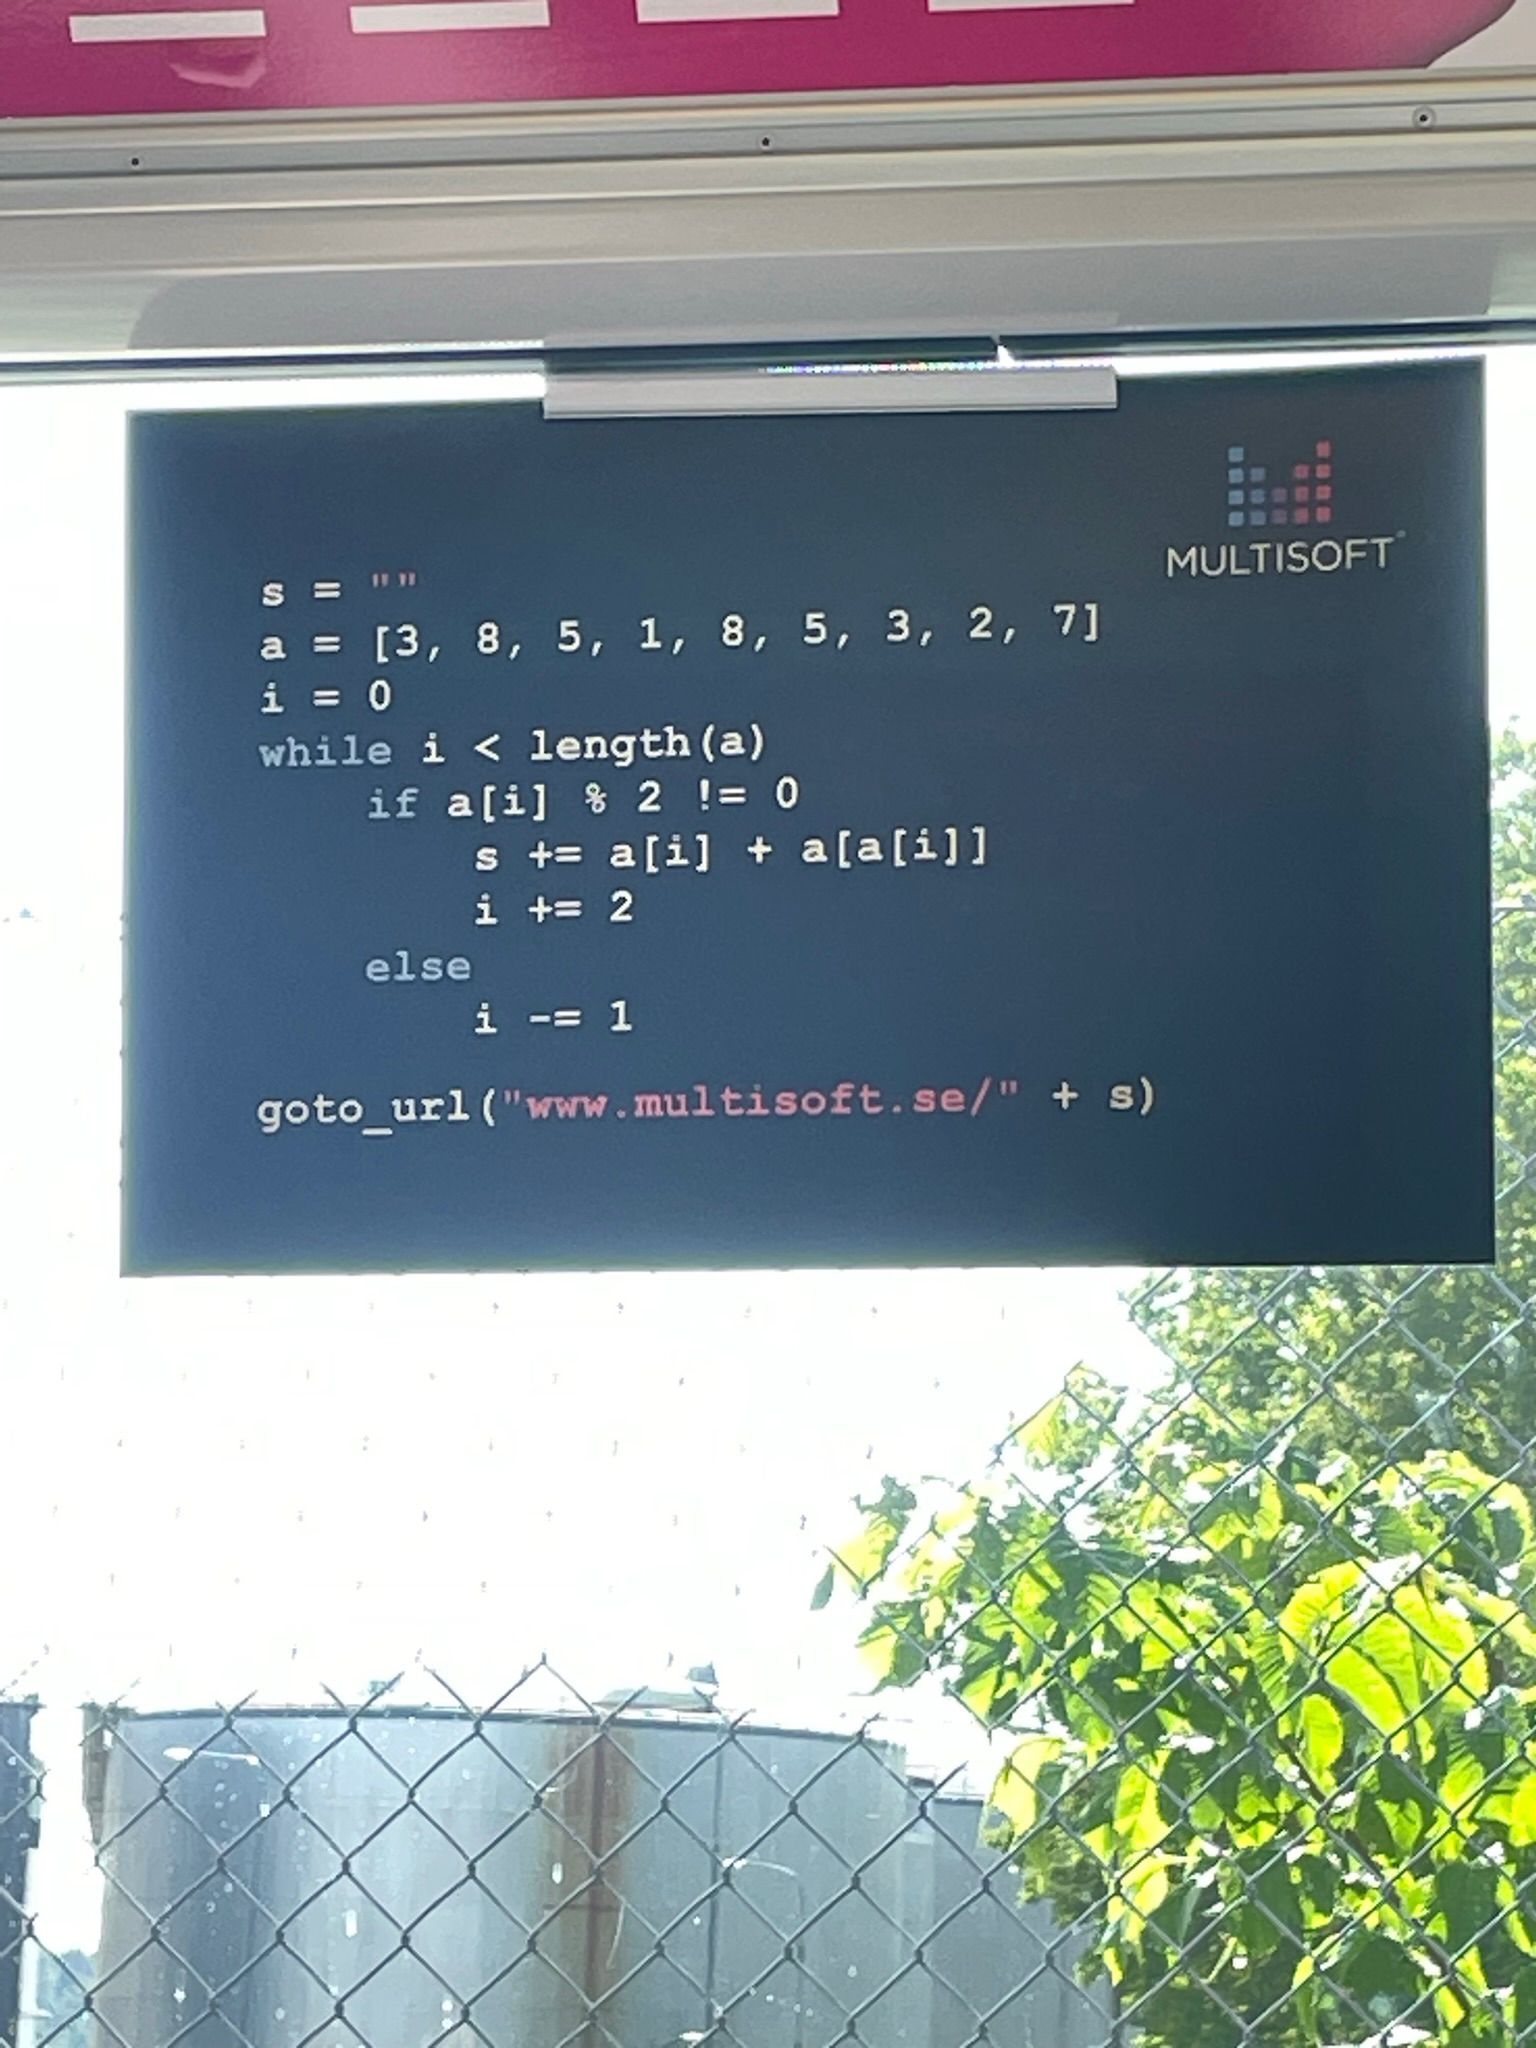 MULTISOFT
s = ""
a = [3, 8, 5, 1, 8, 5, 3, 2, 7]
i = 0
while i < length(a)
    if a[i] % 2 != 0
        s += a[i] + a[a[i]]
        i += 2
    else
        i -= 1
goto_url("www.multisoft.se/" + s)